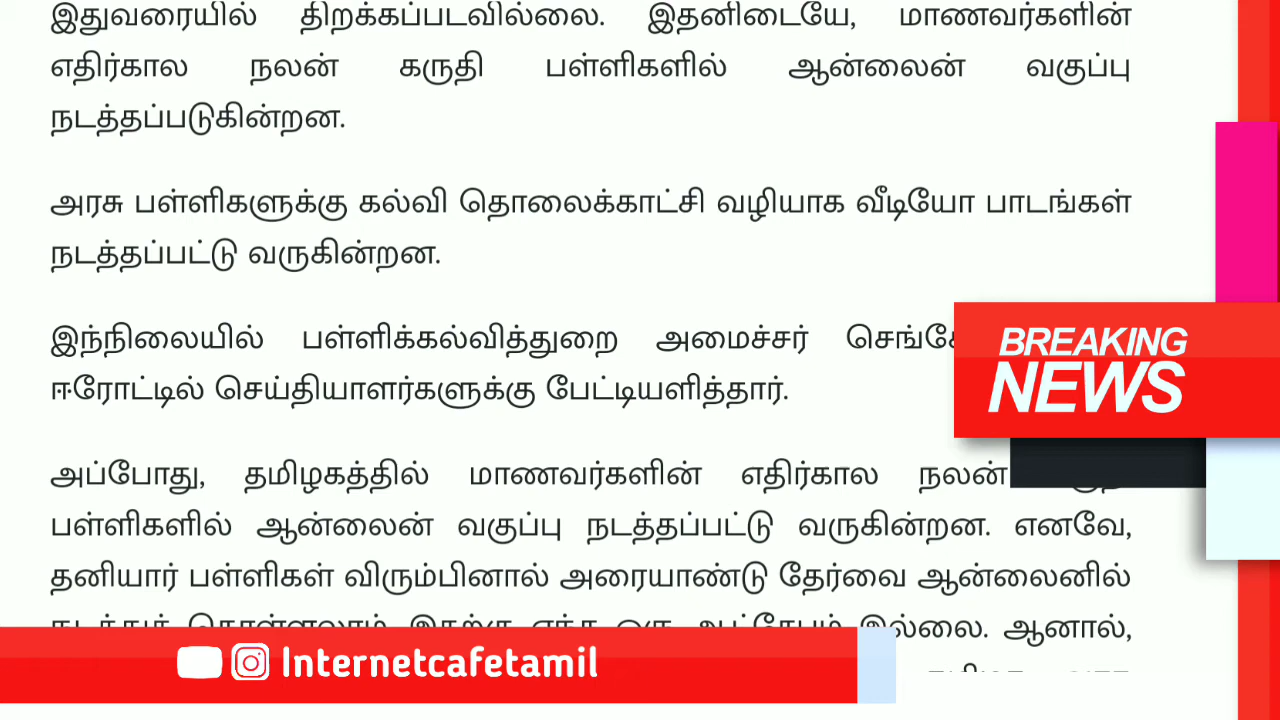 இதுவரையில் திறக்கப்படவில்லை. இதனிடையே, மாணவர்களின்
எதிர்கால நலன் கருதி பள்ளிகளில் ஆன்லைன் வகுப்பு
நடத்தப்படுகின்றன.
அரசு பள்ளிகளுக்கு கல்வி தொலைக்காட்சி வழியாக வீடியோ பாடங்கள்
நடத்தப்பட்டு வருகின்றன.
இந்நிலையில் பள்ளிக்கல்வித்துறை அமைச்சர்
ஈரோட்டில் செய்தியாளர்களுக்கு பேட்டியளித்தார்.
BREAKING
NEWS
அப்போது, தமிழகத்தில் மாணவர்களின் எதிர்கால நலன்
பள்ளிகளில் ஆன்லைன் வகுப்பு நடத்தப்பட்டு வருகின்றன. எனவே,
தனியார் பள்ளிகள் விரும்பினால் அரையாண்டு தேர்வை ஆன்லைனில்
இல்லை. ஆனால்,
Internetcafetamil